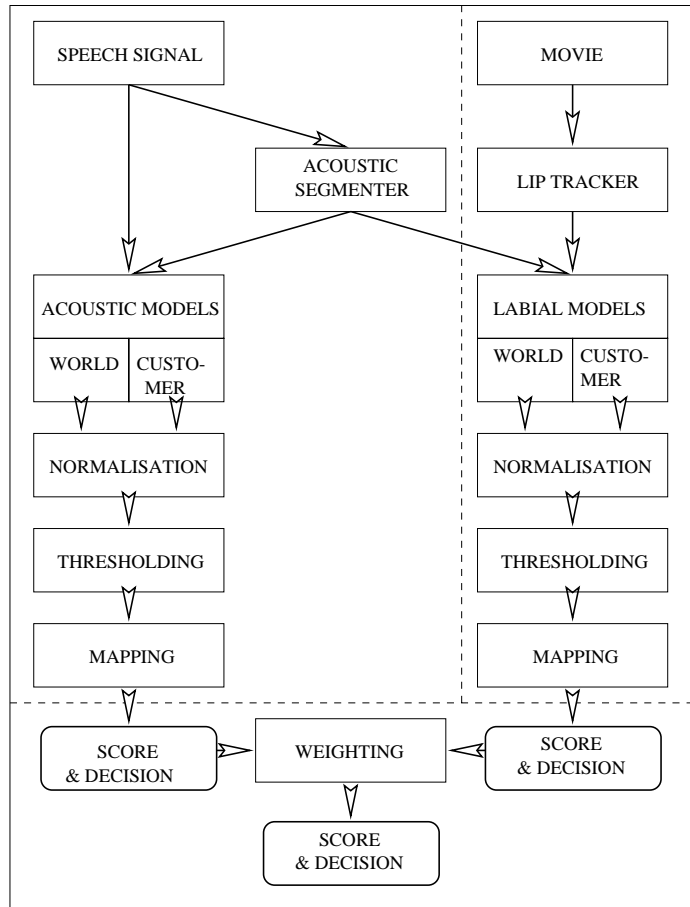 SPEECH SIGNAL
MOVIE
ACOUSTIC
SEGMENTER
LIP TRACKER
ACOUSTIC MODELS
WORLD
CUSTO-
MER
LABIAL MODELS
WORLD
CUSTO-
MER
NORMALISATION
NORMALISATION
THRESHOLDING
THRESHOLDING
MAPPING
MAPPING
SCORE
& DECISION
WEIGHTING
SCORE
& DECISION
SCORE
& DECISION